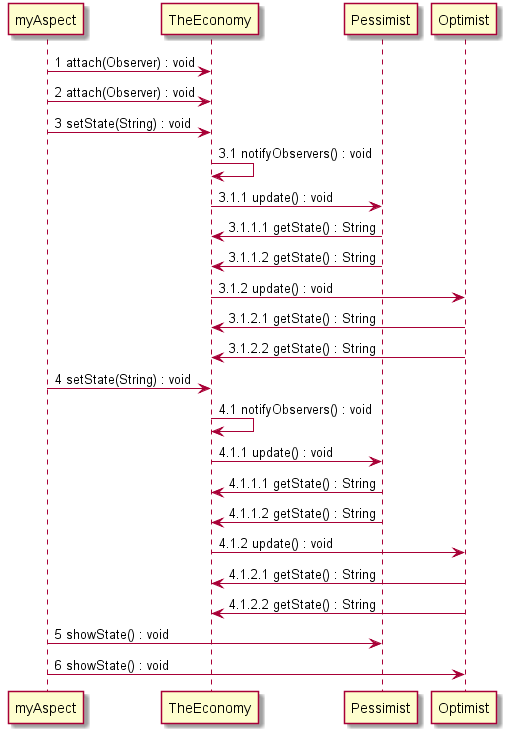 myAspect TheEconomy Pessimist Optimist
1 attach(Observer) : void
2 attach(Observer) : void
3 setState(String) : void
3.1 notifyObservers() : void
3.1.1 update() : void
3.1.1.1 getState() : String
3.1.1.2 getState() : String
3.1.2 update() : void
3.1.2.1 getState() : String
3.1.2.2 getState() : String
4 setState(String) : void
4.1 notifyObservers() : void
4.1.1 update() : void
4.1.1.1 getState() : String
4.1.1.2 getState() : String
4.1.2 update() : void
4.1.2.1 getState() : String
4.1.2.2 getState() : String
5 showState() : void
6 showState() : void
myAspect TheEconomy Pessimist Optimist